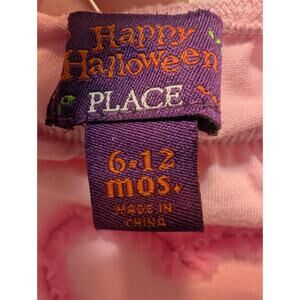 Happy
Halloween
PLACE
6-12
mos.
MADE IN
CHINA